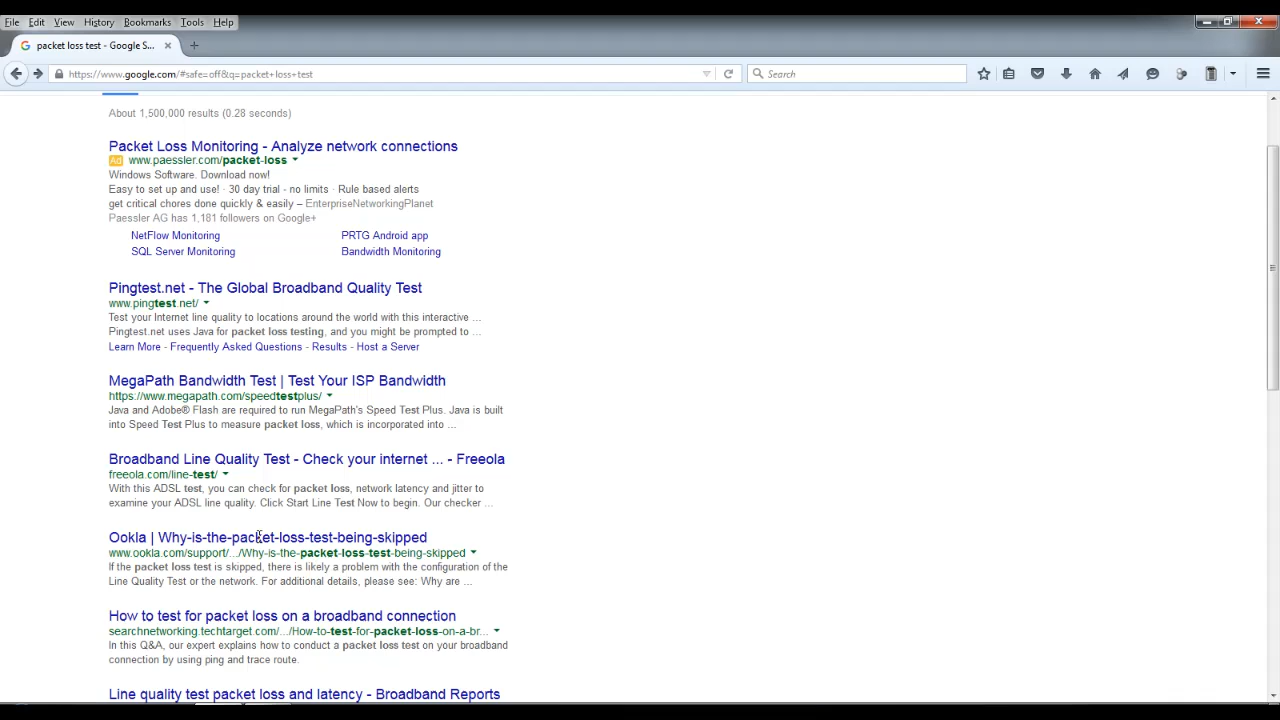 File Edit View History Bookmarks Tools Help
packet loss test - Google S...
https://www.google.com/#safe=off&q=packet+loss+test
Search
About 1,500,000 results (0.28 seconds)
Packet Loss Monitoring - Analyze network connections
Ad www.paessler.com/packet-loss
Windows Software. Download now!
Easy to set up and use! · 30 day trial - no limits · Rule based alerts
get critical chores done quickly & easily – EnterpriseNetworkingPlanet
Paessler AG has 1,181 followers on Google+
NetFlow Monitoring PRTG Android app
SQL Server Monitoring Bandwidth Monitoring
Pingtest.net - The Global Broadband Quality Test
www.pingtest.net/
Test your Internet line quality to locations around the world with this interactive ...
Pingtest.net uses Java for packet loss testing, and you might be prompted to ...
Learn More - Frequently Asked Questions - Results - Host a Server
MegaPath Bandwidth Test | Test Your ISP Bandwidth
https://www.megapath.com/speedtestplus/
Java and Adobe® Flash are required to run MegaPath's Speed Test Plus. Java is built
into Speed Test Plus to measure packet loss, which is incorporated into ...
Broadband Line Quality Test - Check your internet ... - Freeola
freeola.com/line-test/
With this ADSL test, you can check for packet loss, network latency and jitter to
examine your ADSL line quality. Click Start Line Test Now to begin. Our checker ...
Ookla | Why-is-the-packet-loss-test-being-skipped
www.ookla.com/support/.../Why-is-the-packet-loss-test-being-skipped
If the packet loss test is skipped, there is likely a problem with the configuration of the
Line Quality Test or the network. For additional details, please see: Why are ...
How to test for packet loss on a broadband connection
searchnetworking.techtarget.com/.../How-to-test-for-packet-loss-on-a-br...
In this Q&A, our expert explains how to conduct a packet loss test on your broadband
connection by using ping and trace route.
Line quality test packet loss and latency - Broadband Reports